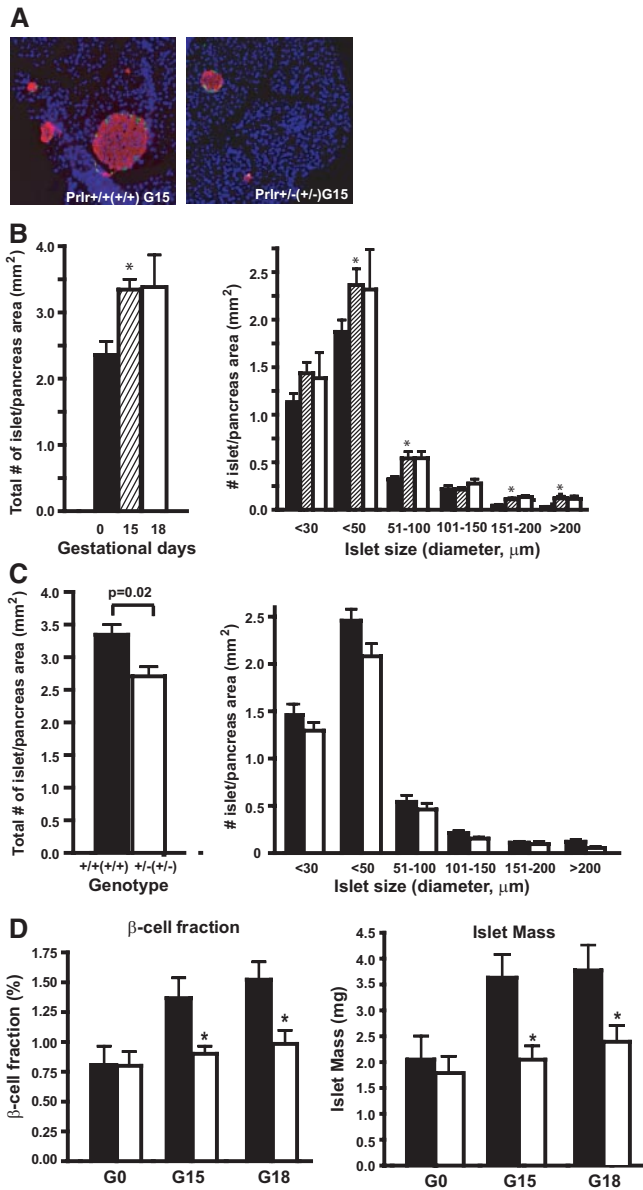 A
Prlr+/+(+/+) G15
Prlr+/-(+/-)G15
B
Total # of islet/pancreas area (mm²)
4.0
3.0
2.0
1.0
0.0
0 15 18
Gestational days
*
# islet/pancreas area (mm²)
2.5
2.0
1.5
1.0
0.5
0
* * * *
<30 <50 51-100 101-150 151-200 >200
Islet size (diameter, μm)
C
Total # of islet/pancreas area (mm²)
4.0
3.5
3.0
2.5
2.0
1.5
1.0
0.5
0.0
p=0.02
+/+(+/+) +/-(+/-)
Genotype
# islet/pancreas area (mm²)
2.5
2.0
1.5
1.0
0.5
0
<30 <50 51-100 101-150 151-200 >200
Islet size (diameter, μm)
D
β-cell fraction
β-cell fraction (%)
1.75
1.50
1.25
1.00
0.75
0.50
0.25
0.00
* *
G0 G15 G18
Islet Mass
Islet Mass (mg)
4.5
4.0
3.5
3.0
2.5
2.0
1.5
1.0
0.5
0.0
* *
G0 G15 G18